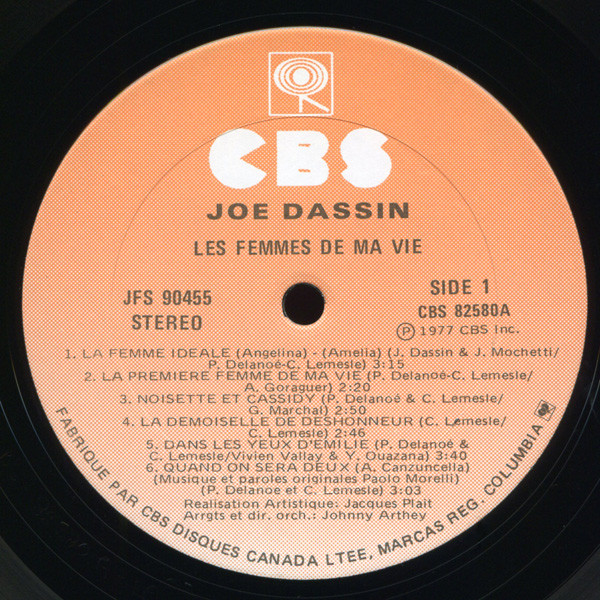 CBS
JOE DASSIN
LES FEMMES DE MA VIE
JFS 90455
STEREO
SIDE 1
CBS 82580A
Ⓟ 1977 CBS inc.
1. LA FEMME IDEALE (Angelina) - (Amelia) (J. Dassin & J. Mochetti/
P. Delanoé-C. Lemesle) 3:15
2. LA PREMIERE FEMME DE MA VIE (P. Delanoé-C. Lemesle/
A. Goraguer) 2:20
3. NOISETTE ET CASSIDY (P. Delanoé & C. Lemesle/
G. Marchal) 2:50
4. LA DEMOISELLE DE DESHONNEUR (C. Lemesle/
C. Lemesle) 2:46
5. DANS LES YEUX D'EMILIE (P. Delanoé &
C. Lemesle/Vivien Vallay & Y. Ouazana) 3:40
6. QUAND ON SERA DEUX (A. Canzuncella)
(Musique et paroles originales Paolo Morelli)
(P. Delanoe et C. Lemesle) 3:03
Realisation Artistique: Jacques Plait
Arrgts et dir. orch.: Johnny Arthey
FABRIQUE PAR CBS DISQUES CANADA LTEE, MARCAS REG. COLUMBIA